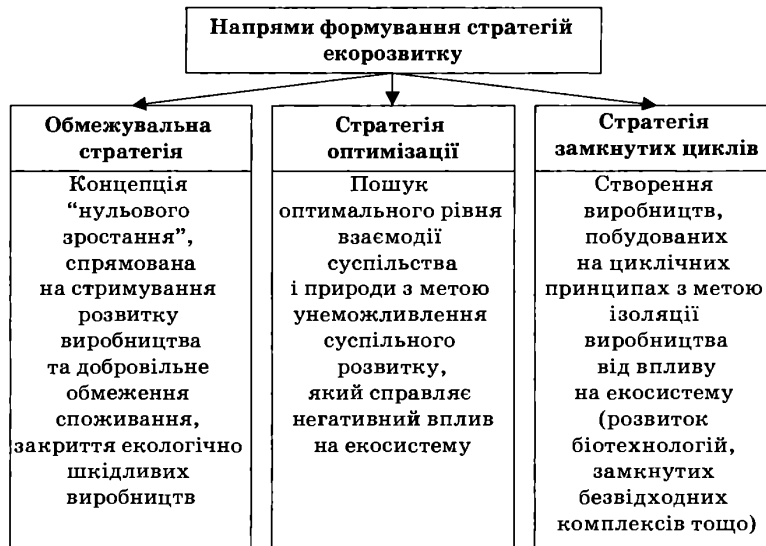 Напрями формування стратегій
екорозвитку
Обмежувальна
стратегія
Концепція
“нульового
зростання”,
спрямована
на стримування
розвитку
виробництва
та добровільне
обмеження
споживання,
закриття екологічно
шкідливих
виробництв
Стратегія
оптимізації
Пошук
оптимального рівня
взаємодії
суспільства
і природи з метою
унеможливлення
суспільного
розвитку,
який справляє
негативний вплив
на екосистему
Стратегія
замкнутих циклів
Створення
виробництв,
побудованих
на циклічних
принципах з метою
ізоляції
виробництва
від впливу
на екосистему
(розвиток
біотехнологій,
замкнутих
безвідходних
комплексів тощо)